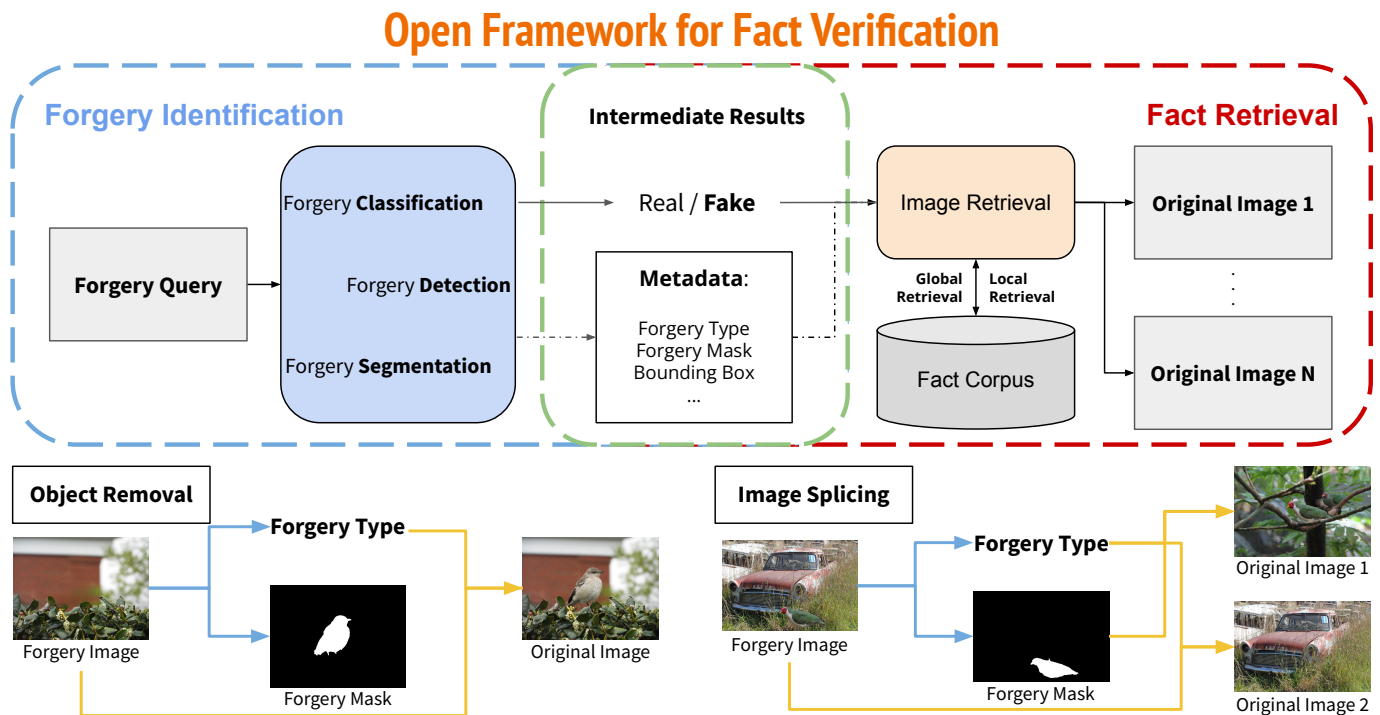 Open Framework for Fact Verification
Forgery Identification
Intermediate Results
Fact Retrieval
Forgery Query
Forgery Classification
Forgery Detection
Forgery Segmentation
Real / Fake
Metadata:
Forgery Type
Forgery Mask
Bounding Box
...
Image Retrieval
Global
Retrieval
Local
Retrieval
Fact Corpus
Original Image 1
Original Image N
Object Removal
Forgery Type
Forgery Image
Forgery Mask
Original Image
Image Splicing
Forgery Type
Forgery Image
Forgery Mask
Original Image 1
Original Image 2